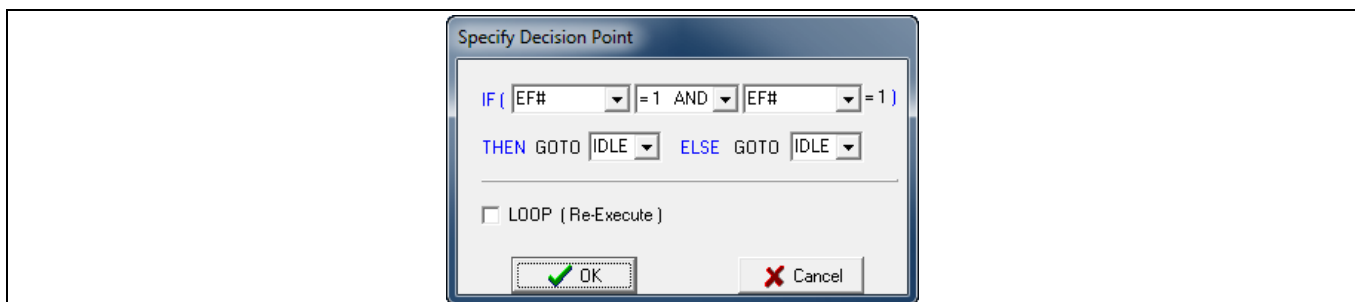 Specify Decision Point
IF ( EF# = 1 AND EF# = 1 )
THEN GOTO IDLE ELSE GOTO IDLE
LOOP ( Re-Execute )
OK Cancel